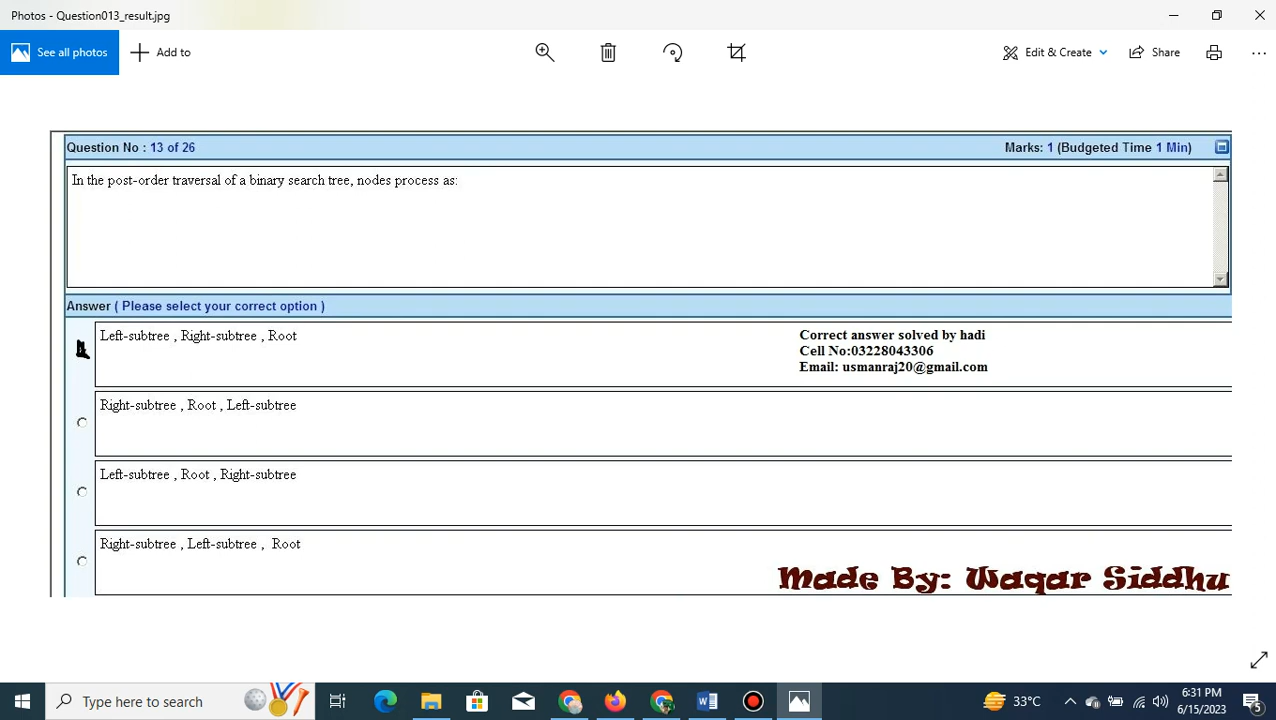 Photos - Question013_result.jpg
See all photos
Add to
Edit & Create
Share
Question No : 13 of 26
Marks: 1 (Budgeted Time 1 Min)
In the post-order traversal of a binary search tree, nodes process as:
Answer ( Please select your correct option )
Left-subtree , Right-subtree , Root
Correct answer solved by hadi
Cell No:03228043306
Email: usmanraj20@gmail.com
Right-subtree , Root , Left-subtree
Left-subtree , Root , Right-subtree
Right-subtree , Left-subtree , Root
Made By: Waqar Siddhu
Type here to search
33°C
6:31 PM
6/15/2023
5